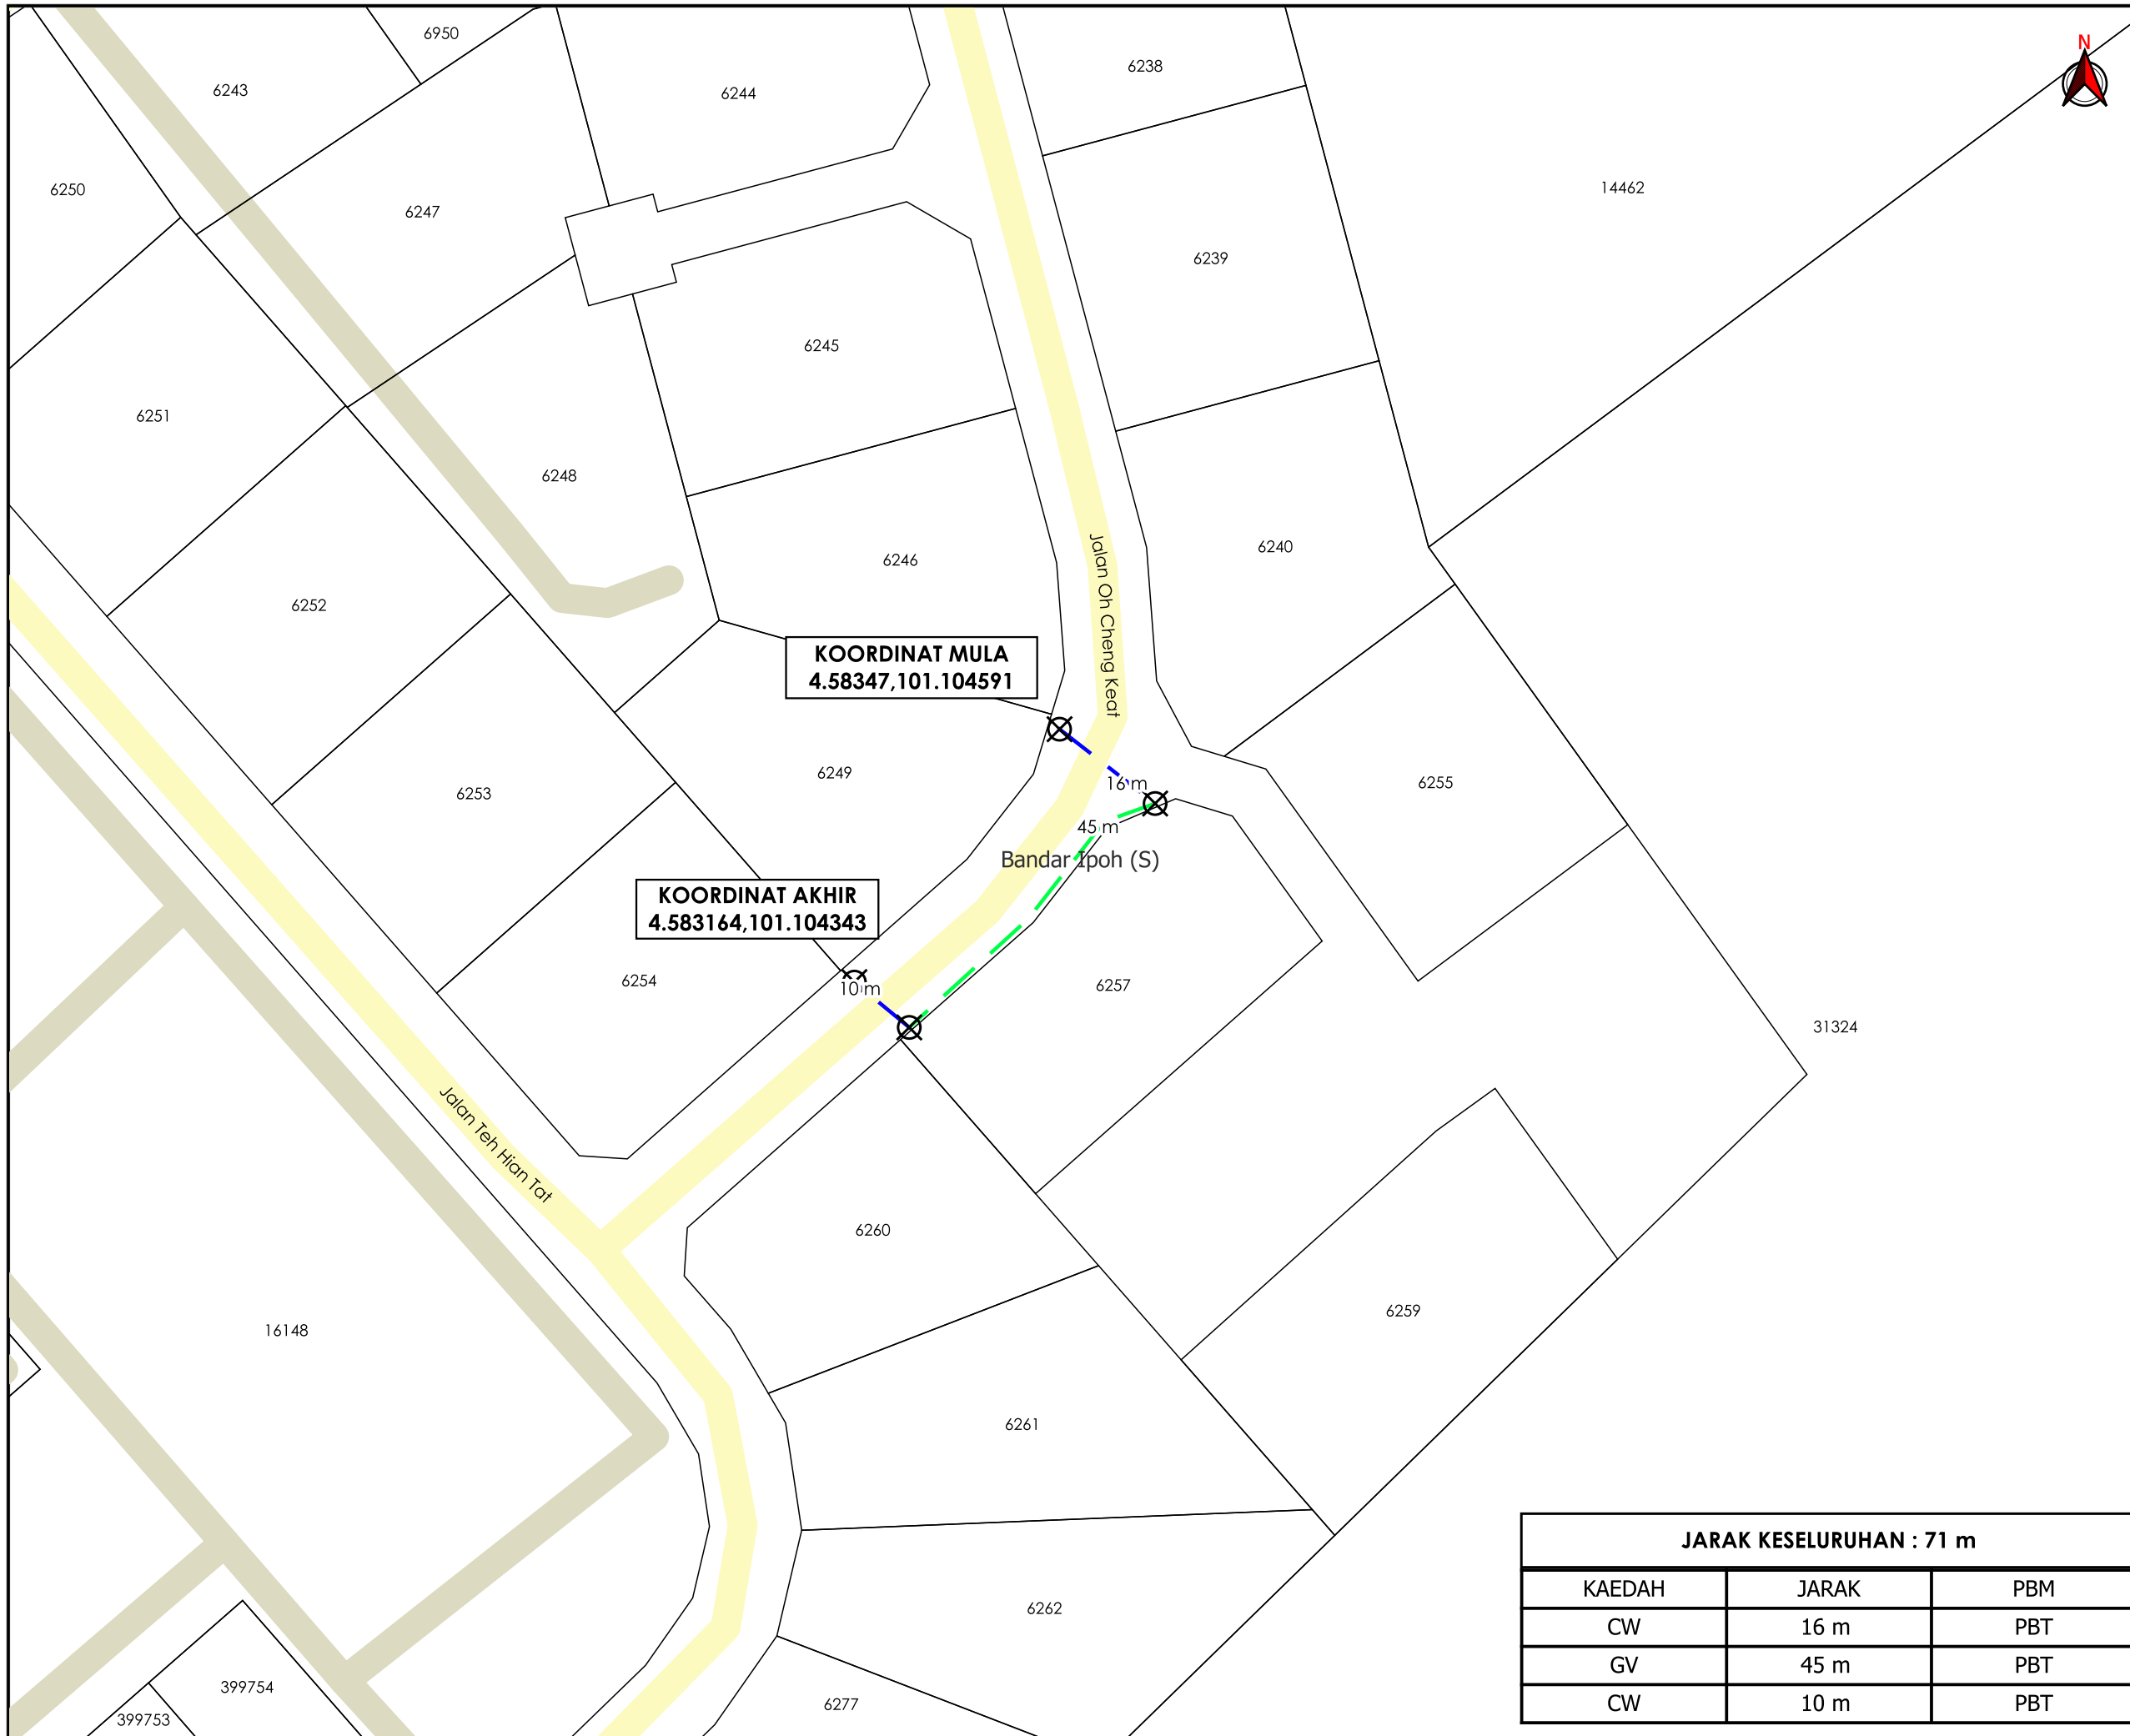 6950
N
6243
6244
6238
6250
6247
14462
6239
6245
6251
6248
6246
6240
Jalan Oh Cheng Keat
6252
KOORDINAT MULA
4.58347,101.104591
6249
6253
16 m
6255
45 m
Bandar Ipoh (S)
KOORDINAT AKHIR
4.583164,101.104343
6254
10 m
6257
31324
Jalan Teh Hian Tat
6260
6259
16148
6261
JARAK KESELURUHAN : 71 m
KAEDAH JARAK PBM
CW 16 m PBT
GV 45 m PBT
CW 10 m PBT
6262
399754
6277
399753